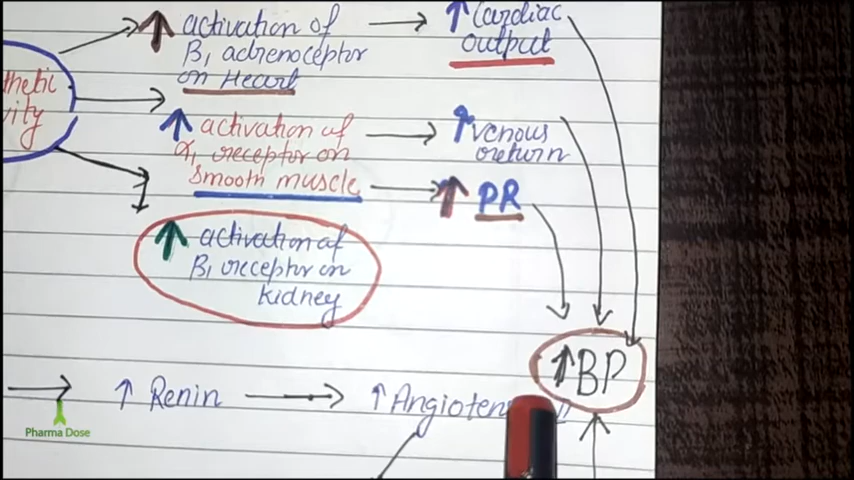 ↑ activation of
β₁ adrenoceptor
on Heart
↑ Cardiac
output
thetic
vity
↑ activation of
α₁ receptor on
smooth muscle
↑ venous
return
↑ PR
↑ activation of
β₁ receptor on
kidney
↑ BP
↑ Renin
↑ Angioten
Pharma Dose